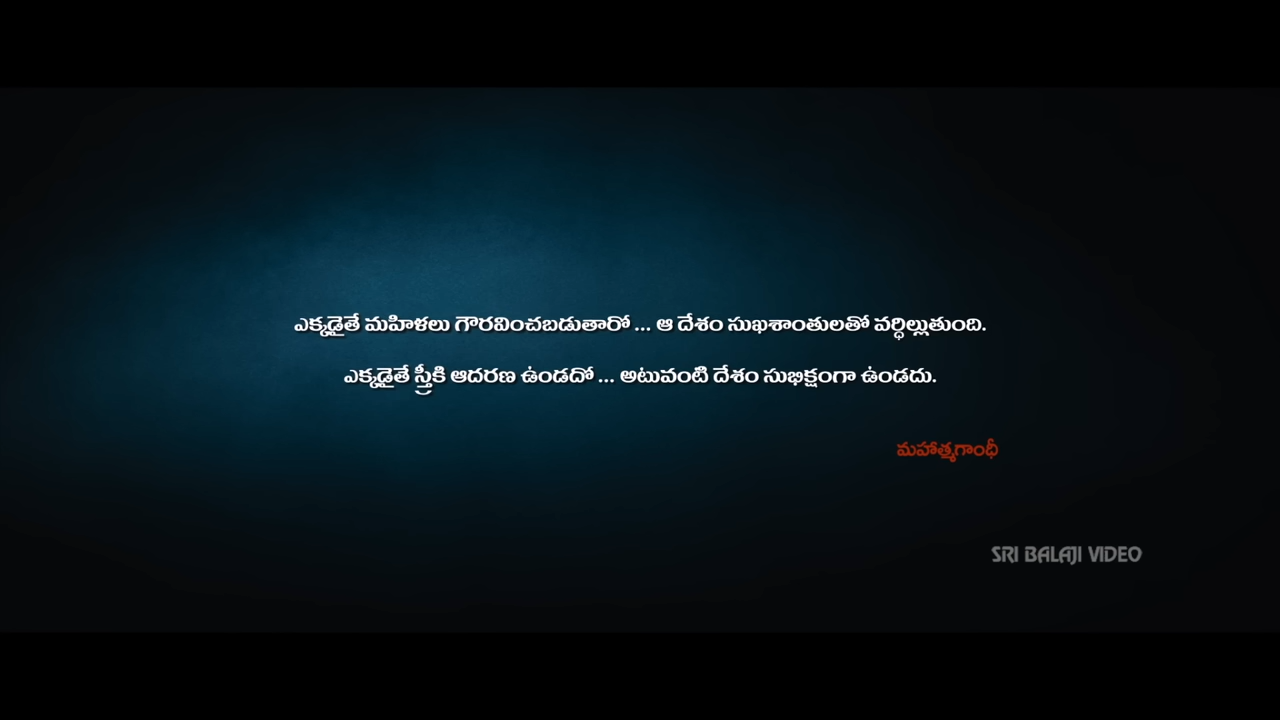 ఎక్కడైతే మహిళలు గౌరవించబడుతారో ... ఆ దేశం సుఖశాంతులతో వర్ధిల్లుతుంది.
ఎక్కడైతే స్త్రీకి ఆదరణ ఉండదో ... అటువంటి దేశం సుభిక్షంగా ఉండదు.
మహాత్మగాంధీ
SRI BALAJI VIDEO